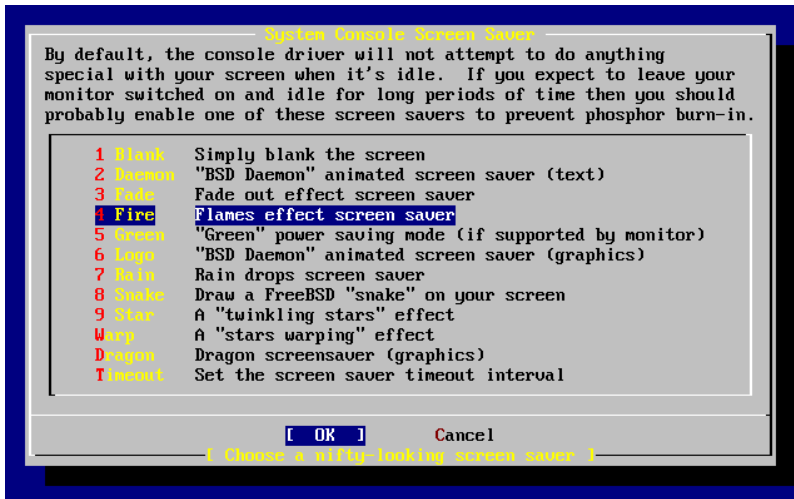 System Console Screen Saver
By default, the console driver will not attempt to do anything
special with your screen when it's idle.  If you expect to leave your
monitor switched on and idle for long periods of time then you should
probably enable one of these screen savers to prevent phosphor burn-in.
1 Blank    Simply blank the screen
2 Daemon   "BSD Daemon" animated screen saver (text)
3 Fade     Fade out effect screen saver
4 Fire     Flames effect screen saver
5 Green    "Green" power saving mode (if supported by monitor)
6 Logo     "BSD Daemon" animated screen saver (graphics)
7 Rain     Rain drops screen saver
8 Snake    Draw a FreeBSD "snake" on your screen
9 Star     A "twinkling stars" effect
Warp       A "stars warping" effect
Dragon     Dragon screensaver (graphics)
Timeout    Set the screen saver timeout interval
[  OK  ]       Cancel
[ Choose a nifty-looking screen saver ]